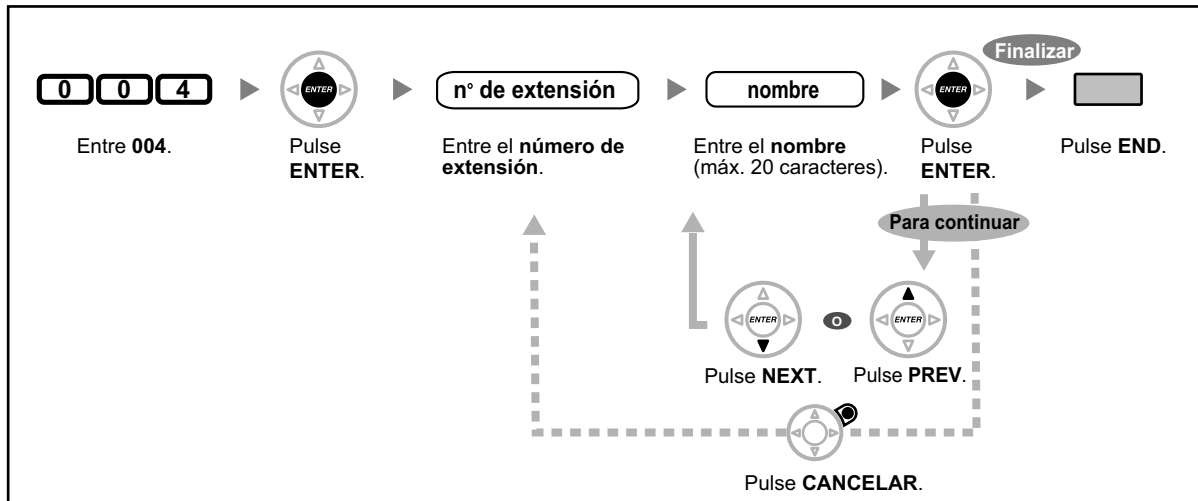 Finalizar
0 0 4
ENTER
n° de extensión
nombre
ENTER
Entre 004.
Pulse
ENTER.
Entre el número de
extensión.
Entre el nombre
(máx. 20 caracteres).
Pulse
ENTER.
Pulse END.
Para continuar
ENTER
O
ENTER
Pulse NEXT.
Pulse PREV.
Pulse CANCELAR.